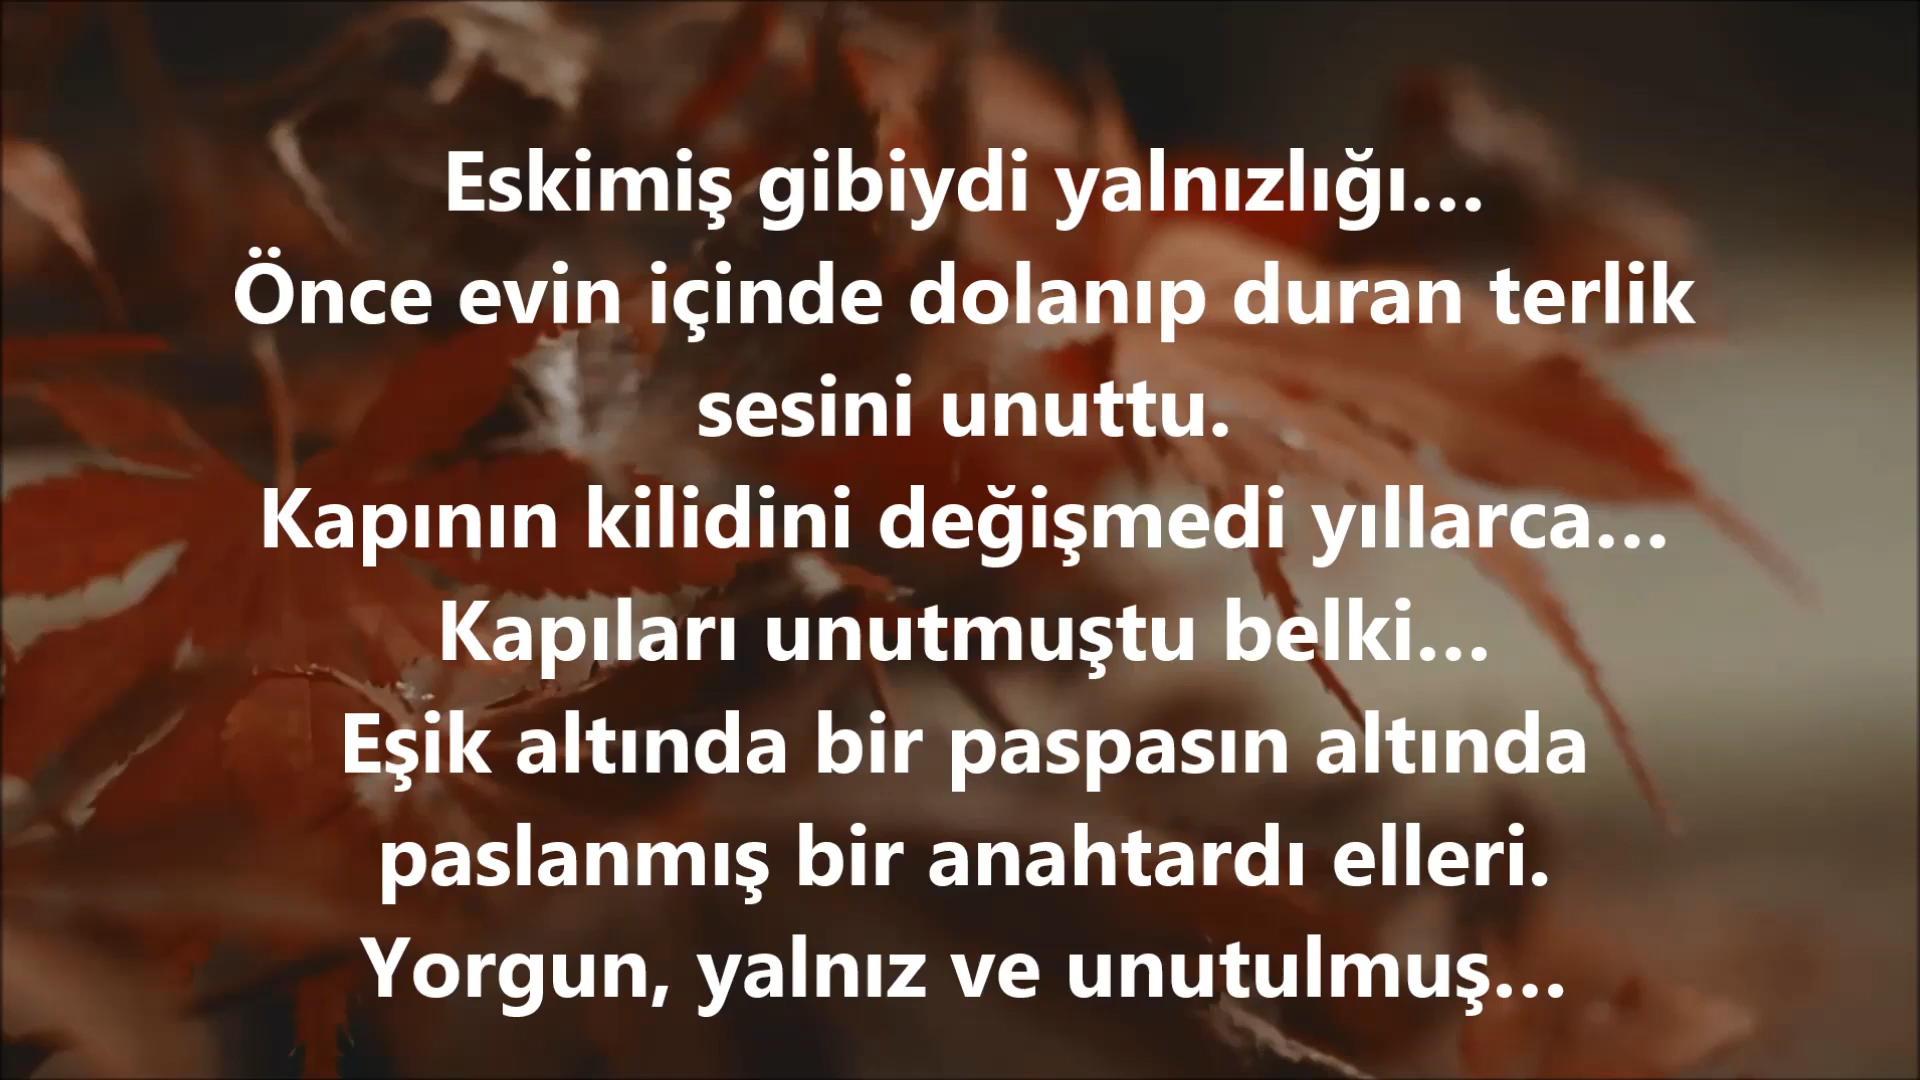 Eskimiş gibiydi yalnızlığı...
Önce evin içinde dolanıp duran terlik
sesini unuttu.
Kapının kilidini değişmedi yıllarca...
Kapıları unutmuştu belki...
Eşik altında bir paspasın altında
paslanmış bir anahtardı elleri.
Yorgun, yalnız ve unutulmuş...